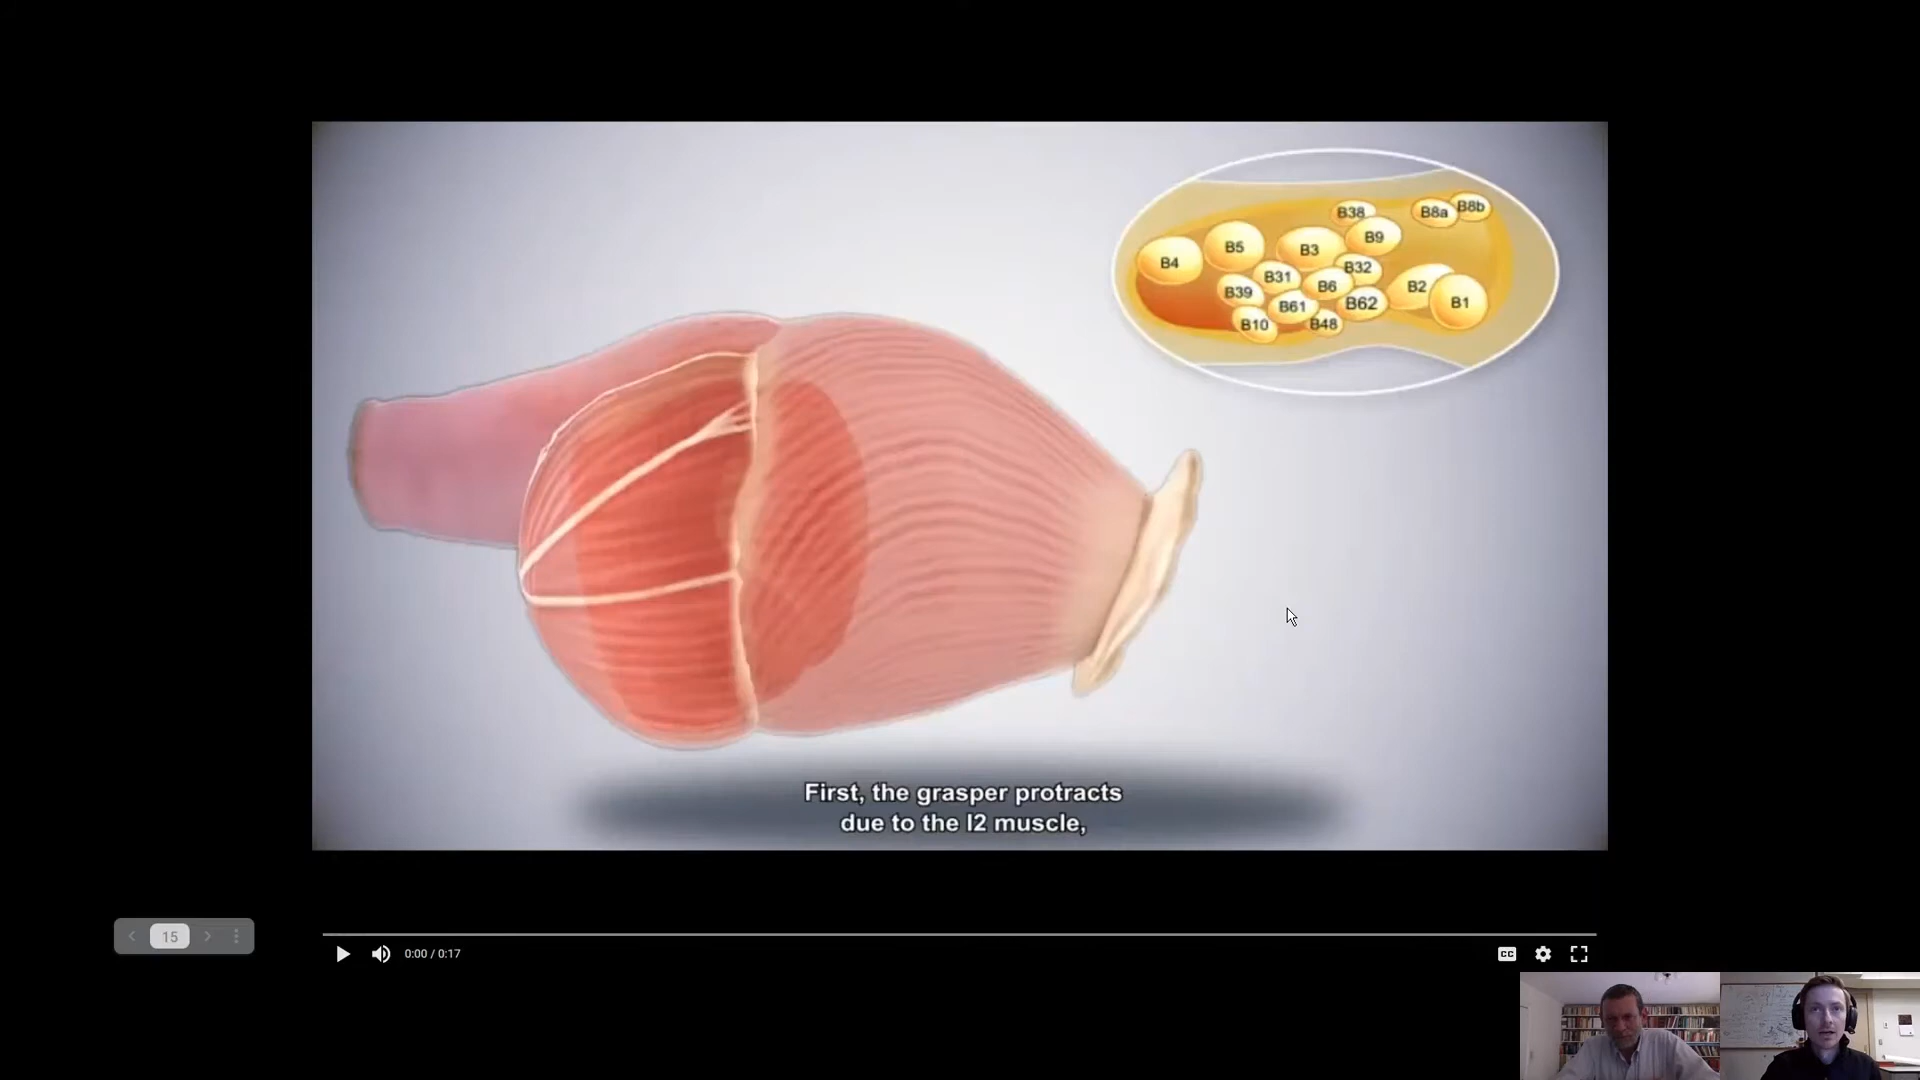 B38
B8a
B8b
B5
B3
B9
B4
B31
B32
B39
B6
B2
B61
B62
B1
B10
B48
First, the grasper protracts
due to the I2 muscle,
15
0:00 / 0:17
CC